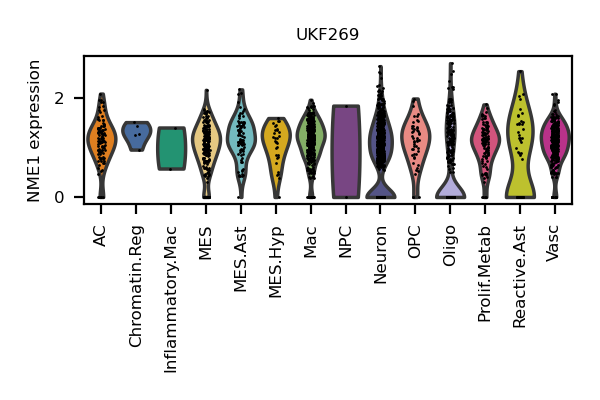 UKF269
NME1 expression
2
0
AC
Chromatin.Reg
Inflammatory.Mac
MES
MES.Ast
MES.Hyp
Mac
NPC
Neuron
OPC
Oligo
Prolif.Metab
Reactive.Ast
Vasc